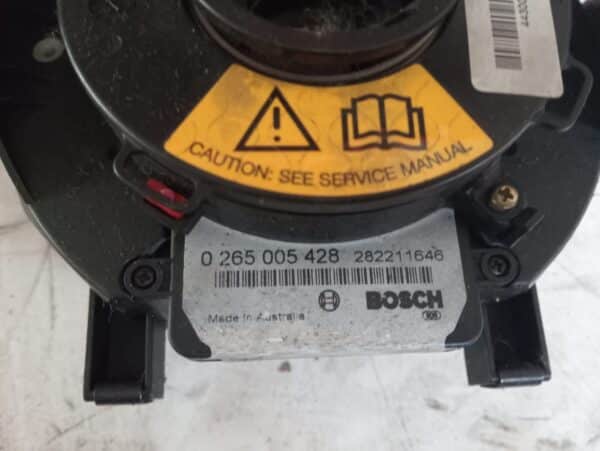 CAUTION: SEE SERVICE MANUAL
0 265 005 428 282211646
BOSCH
Made in Australia